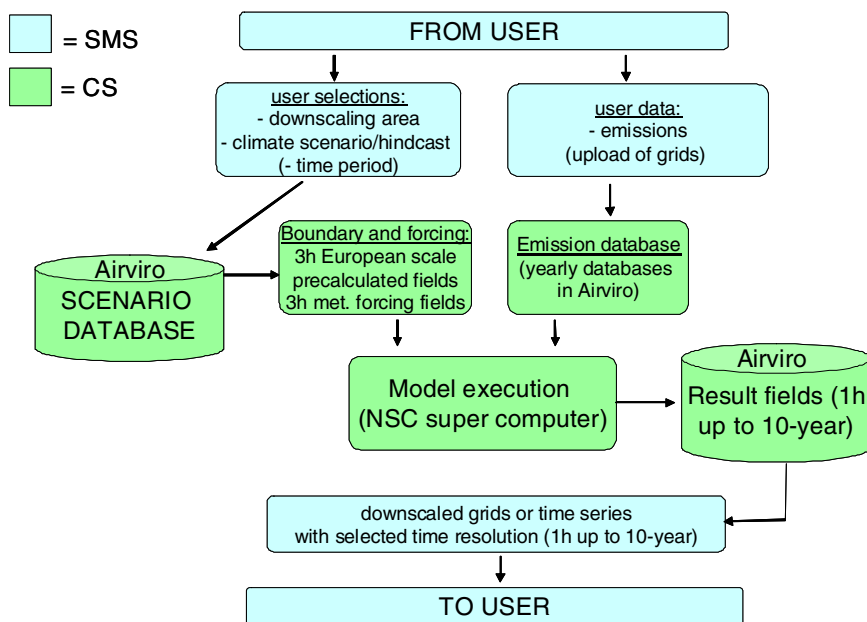 = SMS
= CS
FROM USER
user selections:
- downscaling area
- climate scenario/hindcast
(- time period)
user data:
- emissions
(upload of grids)
Airviro
SCENARIO
DATABASE
Boundary and forcing:
3h European scale
precalculated fields
3h met. forcing fields
Emission database
(yearly databases
in Airviro)
Model execution
(NSC super computer)
Airviro
Result fields (1h
up to 10-year)
downscaled grids or time series
with selected time resolution (1h up to 10-year)
TO USER